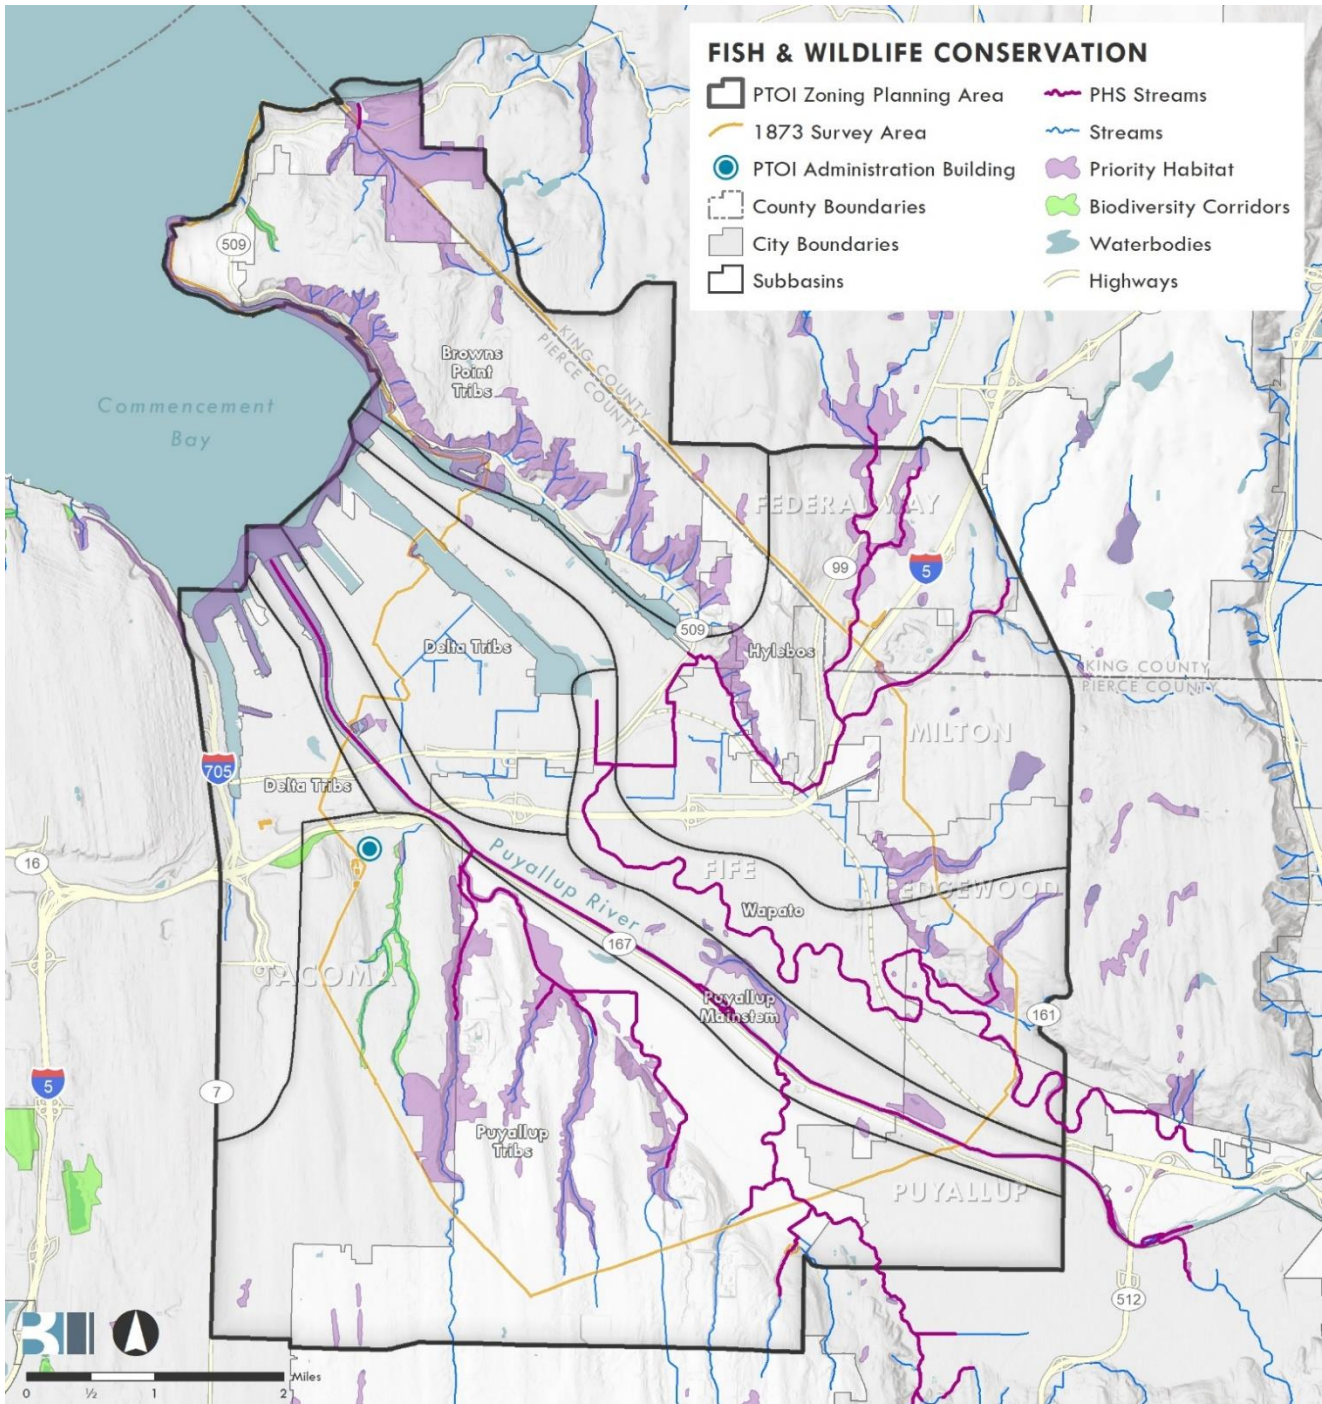 FISH & WILDLIFE CONSERVATION
PTOI Zoning Planning Area
1873 Survey Area
PTOI Administration Building
County Boundaries
City Boundaries
Subbasins
PHS Streams
Streams
Priority Habitat
Biodiversity Corridors
Waterbodies
Highways
509
KING COUNTY
PIERCE COUNTY
Browns
Point
Tribs
Commencement
Bay
FEDERAL WAY
99
5
509
Delta Tribs
Hylebos
KING COUNTY
PIERCE COUNTY
MILTON
705
Delta Tribs
16
Puyallup River
FIFE
EDGEWOOD
Wapato
167
TACOMA
Puyallup
Mainstem
161
5
7
Puyallup
Tribs
PUYALLUP
512
Miles
0 ½ 1 2